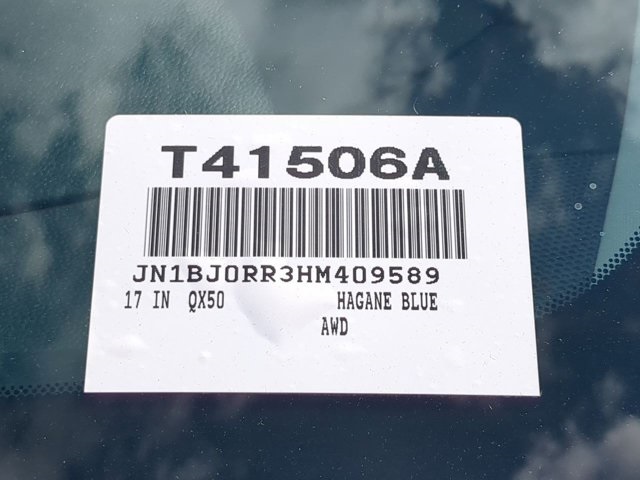 T41506A
JN1BJ0RR3HM409589
17 IN QX50 HAGANE BLUE
AWD